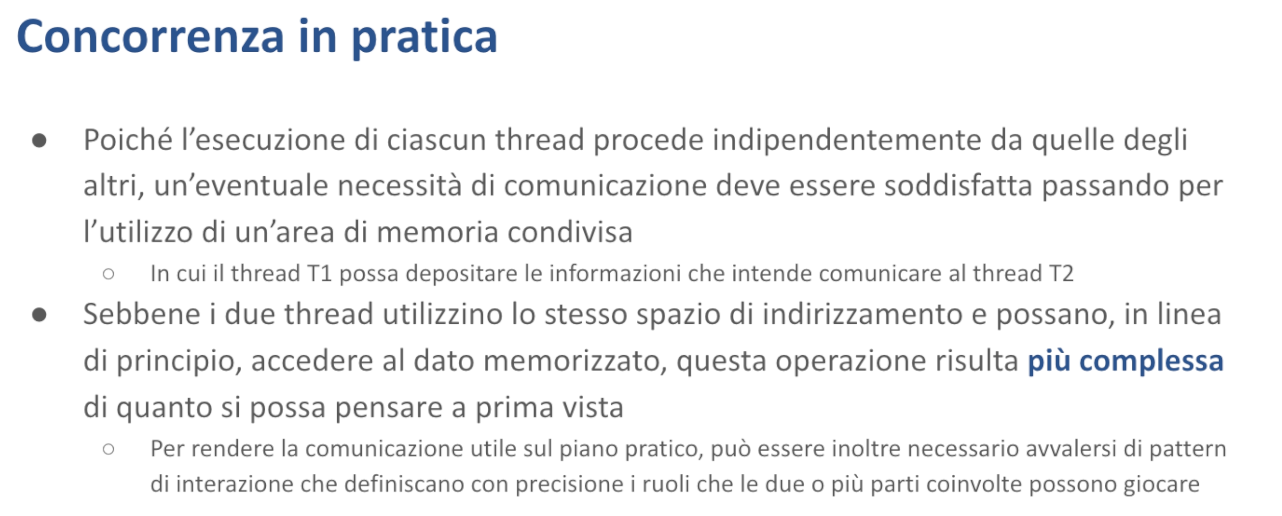 Concorrenza in pratica
● Poiché l’esecuzione di ciascun thread procede indipendentemente da quelle degli
altri, un’eventuale necessità di comunicazione deve essere soddisfatta passando per
l’utilizzo di un’area di memoria condivisa
○ In cui il thread T1 possa depositare le informazioni che intende comunicare al thread T2
● Sebbene i due thread utilizzino lo stesso spazio di indirizzamento e possano, in linea
di principio, accedere al dato memorizzato, questa operazione risulta più complessa
di quanto si possa pensare a prima vista
○ Per rendere la comunicazione utile sul piano pratico, può essere inoltre necessario avvalersi di pattern
di interazione che definiscano con precisione i ruoli che le due o più parti coinvolte possono giocare